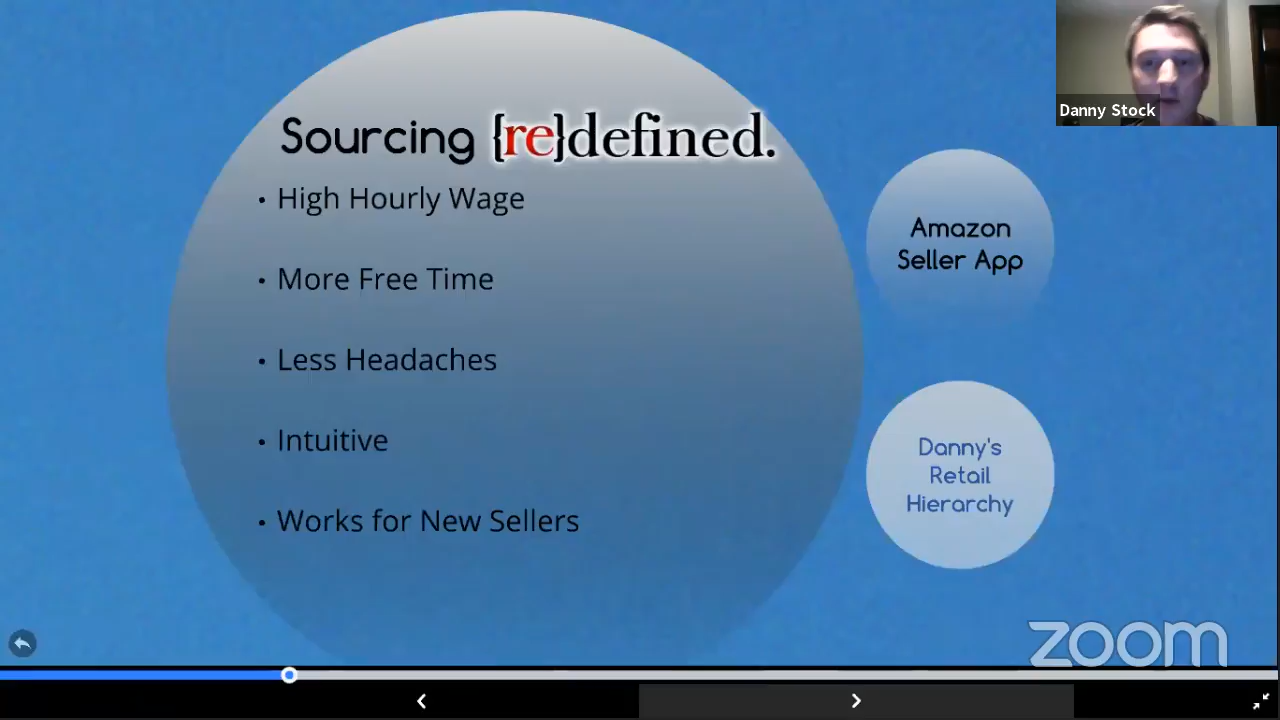 Danny Stock
Sourcing {re}defined.
• High Hourly Wage
• More Free Time
• Less Headaches
• Intuitive
• Works for New Sellers
Amazon
Seller App
Danny's
Retail
Hierarchy
zoom